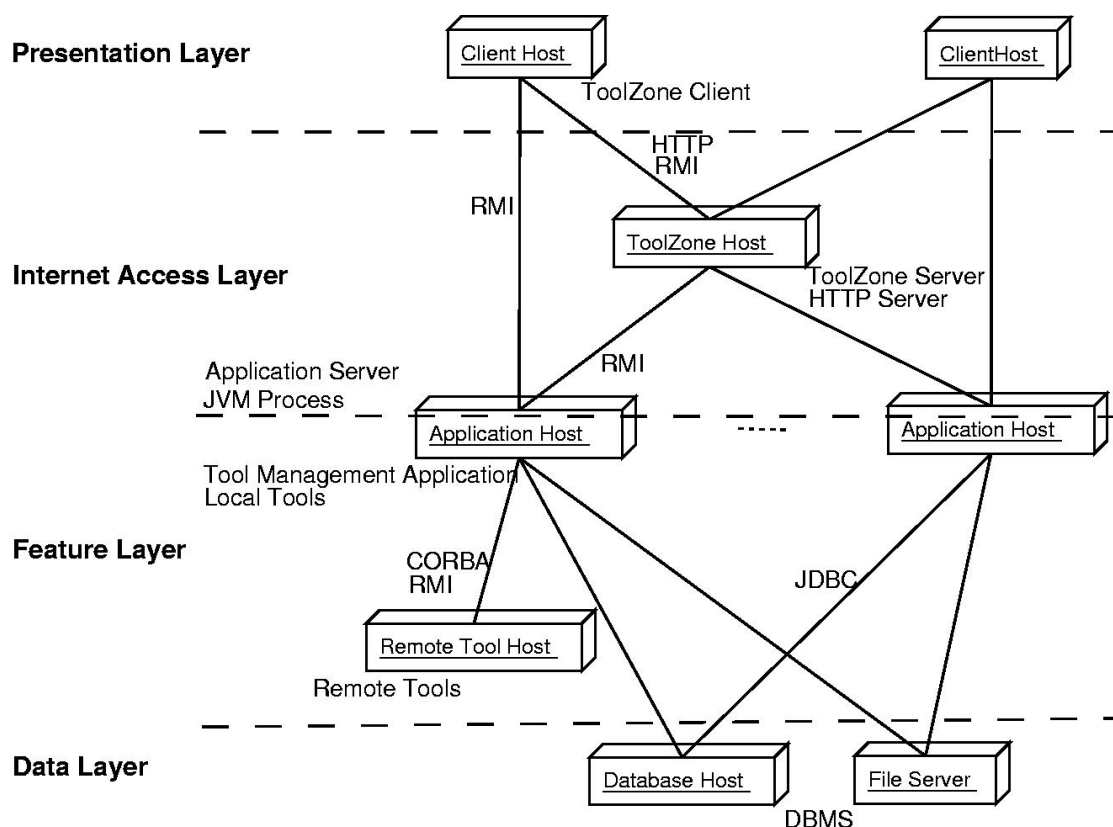 Presentation Layer
Client Host
ClientHost
ToolZone Client
HTTP
RMI
RMI
ToolZone Host
Internet Access Layer
ToolZone Server
HTTP Server
RMI
Application Server
JVM Process
Application Host
Application Host
Tool Management Application
Local Tools
Feature Layer
CORBA
RMI
JDBC
Remote Tool Host
Remote Tools
Data Layer
Database Host
File Server
DBMS